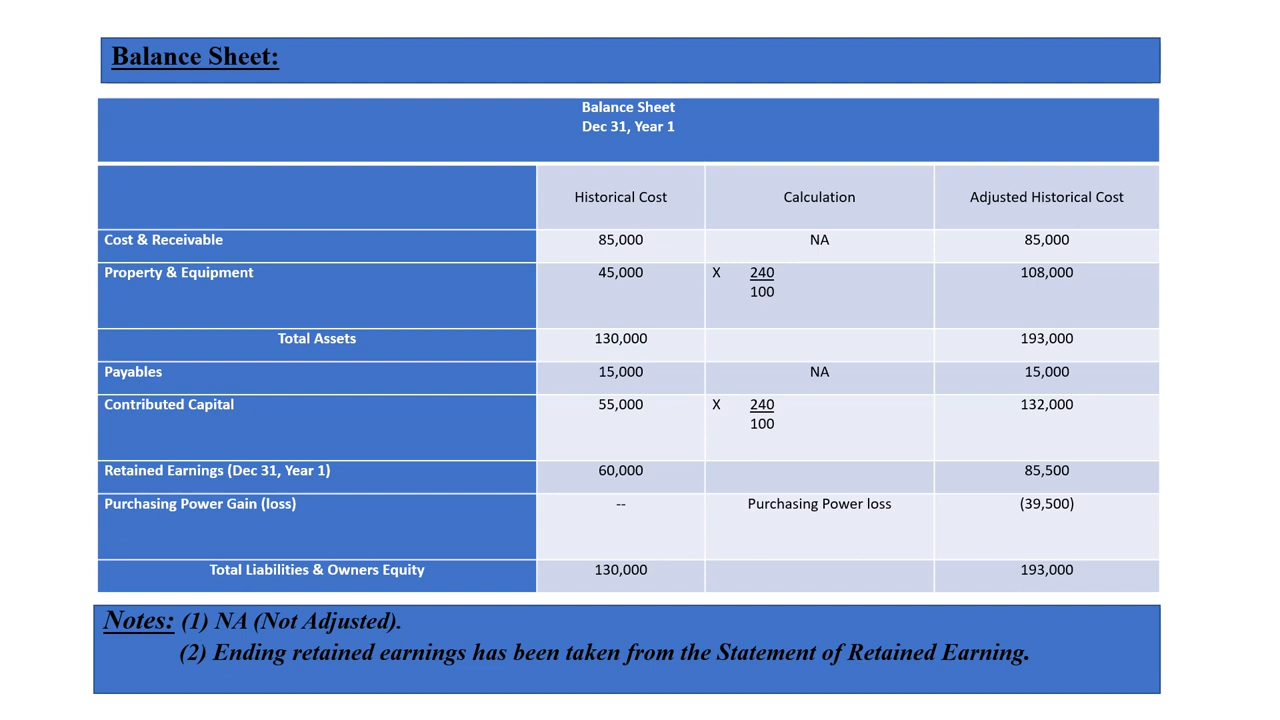 Balance Sheet:
Balance Sheet
Dec 31, Year 1
Historical Cost Calculation Adjusted Historical Cost
Cost & Receivable 85,000 NA 85,000
Property & Equipment 45,000 X 240 108,000
100
Total Assets 130,000 193,000
Payables 15,000 NA 15,000
Contributed Capital 55,000 X 240 132,000
100
Retained Earnings (Dec 31, Year 1) 60,000 85,500
Purchasing Power Gain (loss) -- Purchasing Power loss (39,500)
Total Liabilities & Owners Equity 130,000 193,000
Notes: (1) NA (Not Adjusted).
(2) Ending retained earnings has been taken from the Statement of Retained Earning.